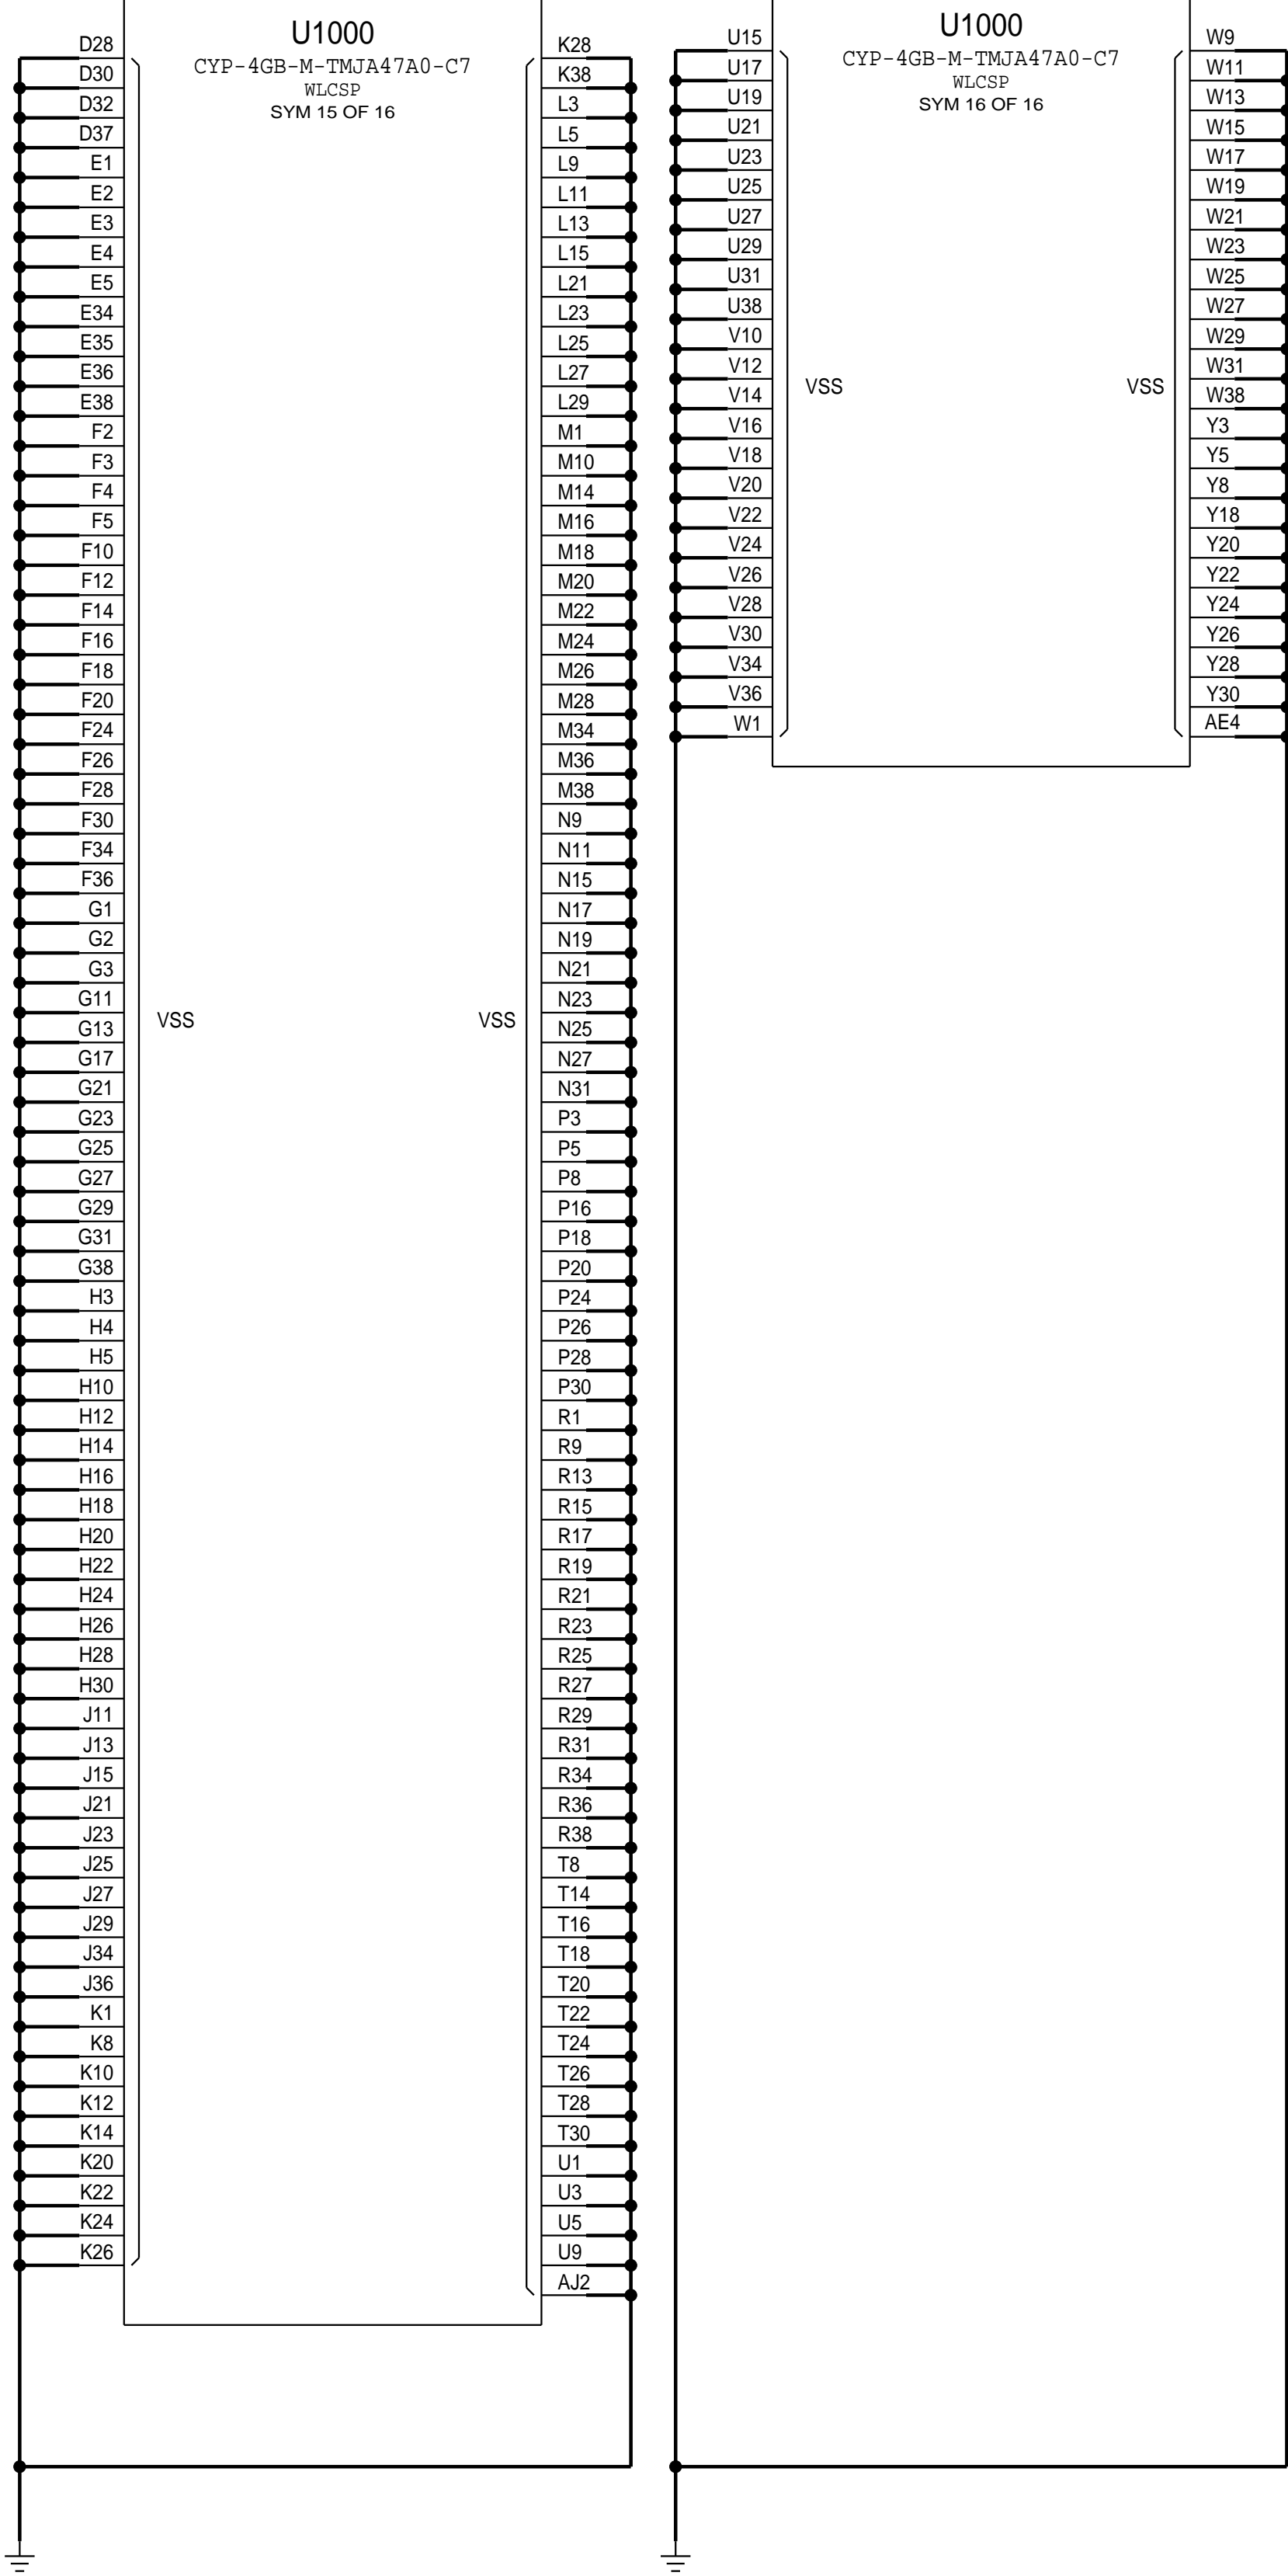 U1000
CYP-4GB-M-TMJA47A0-C7
WLCSP
SYM 15 OF 16
D28
D30
D32
D37
E1
E2
E3
E4
E5
E34
E35
E36
E38
F2
F3
F4
F5
F10
F12
F14
F16
F18
F20
F24
F26
F28
F30
F34
F36
G1
G2
G3
G11
G13
G17
G21
G23
G25
G27
G29
G31
G38
H3
H4
H5
H10
H12
H14
H16
H18
H20
H22
H24
H26
H28
H30
J11
J13
J15
J21
J23
J25
J27
J29
J34
J36
K1
K8
K10
K12
K14
K20
K22
K24
K26
VSS
VSS
K28
K38
L3
L5
L9
L11
L13
L15
L21
L23
L25
L27
L29
M1
M10
M14
M16
M18
M20
M22
M24
M26
M28
M34
M36
M38
N9
N11
N15
N17
N19
N21
N23
N25
N27
N31
P3
P5
P8
P16
P18
P20
P24
P26
P28
P30
R1
R9
R13
R15
R17
R19
R21
R23
R25
R27
R29
R31
R34
R36
R38
T8
T14
T16
T18
T20
T22
T24
T26
T28
T30
U1
U3
U5
U9
AJ2
U1000
CYP-4GB-M-TMJA47A0-C7
WLCSP
SYM 16 OF 16
U15
U17
U19
U21
U23
U25
U27
U29
U31
U38
V10
V12
V14
V16
V18
V20
V22
V24
V26
V28
V30
V34
V36
W1
VSS
VSS
W9
W11
W13
W15
W17
W19
W21
W23
W25
W27
W29
W31
W38
Y3
Y5
Y8
Y18
Y20
Y22
Y24
Y26
Y28
Y30
AE4